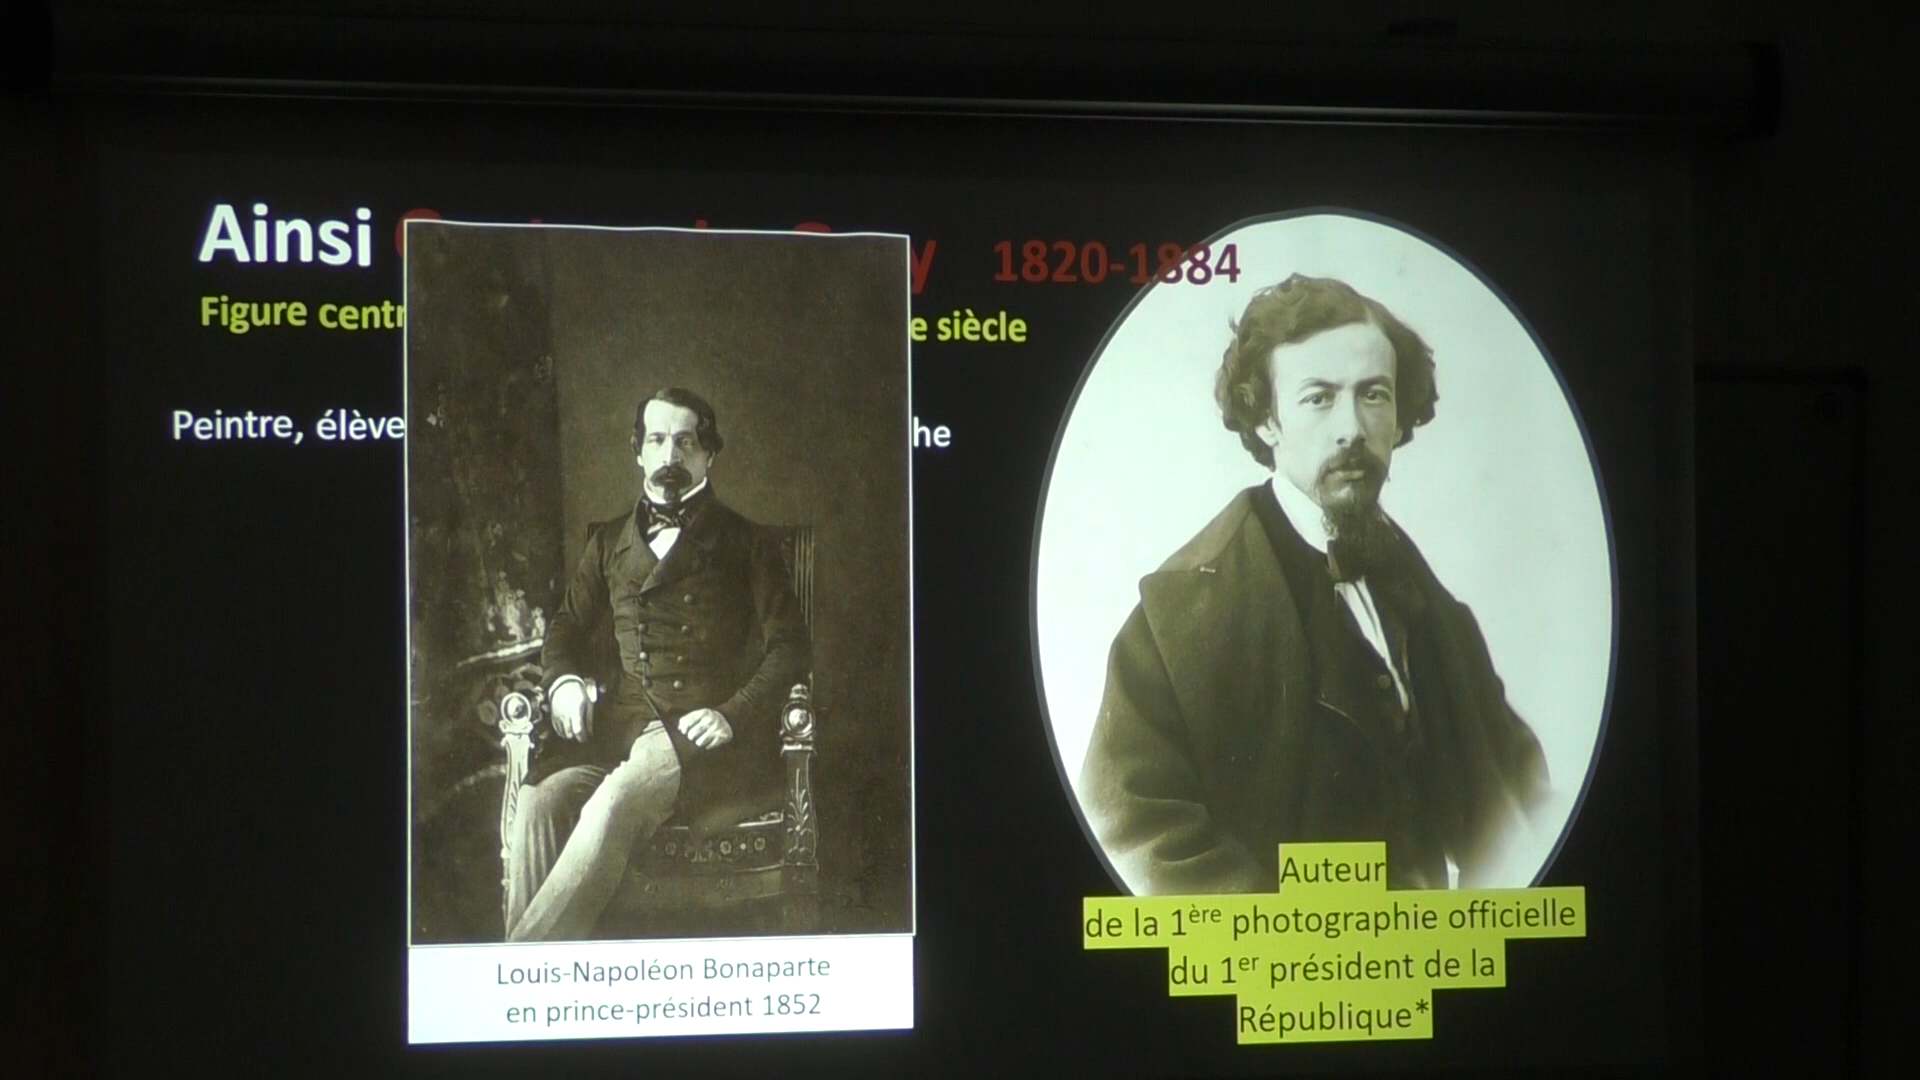 Ainsi 1820-1884
Figure centr e siècle
Peintre, élève he
Auteur
de la 1ère photographie officielle
du 1er président de la
République*
Louis-Napoléon Bonaparte
en prince-président 1852